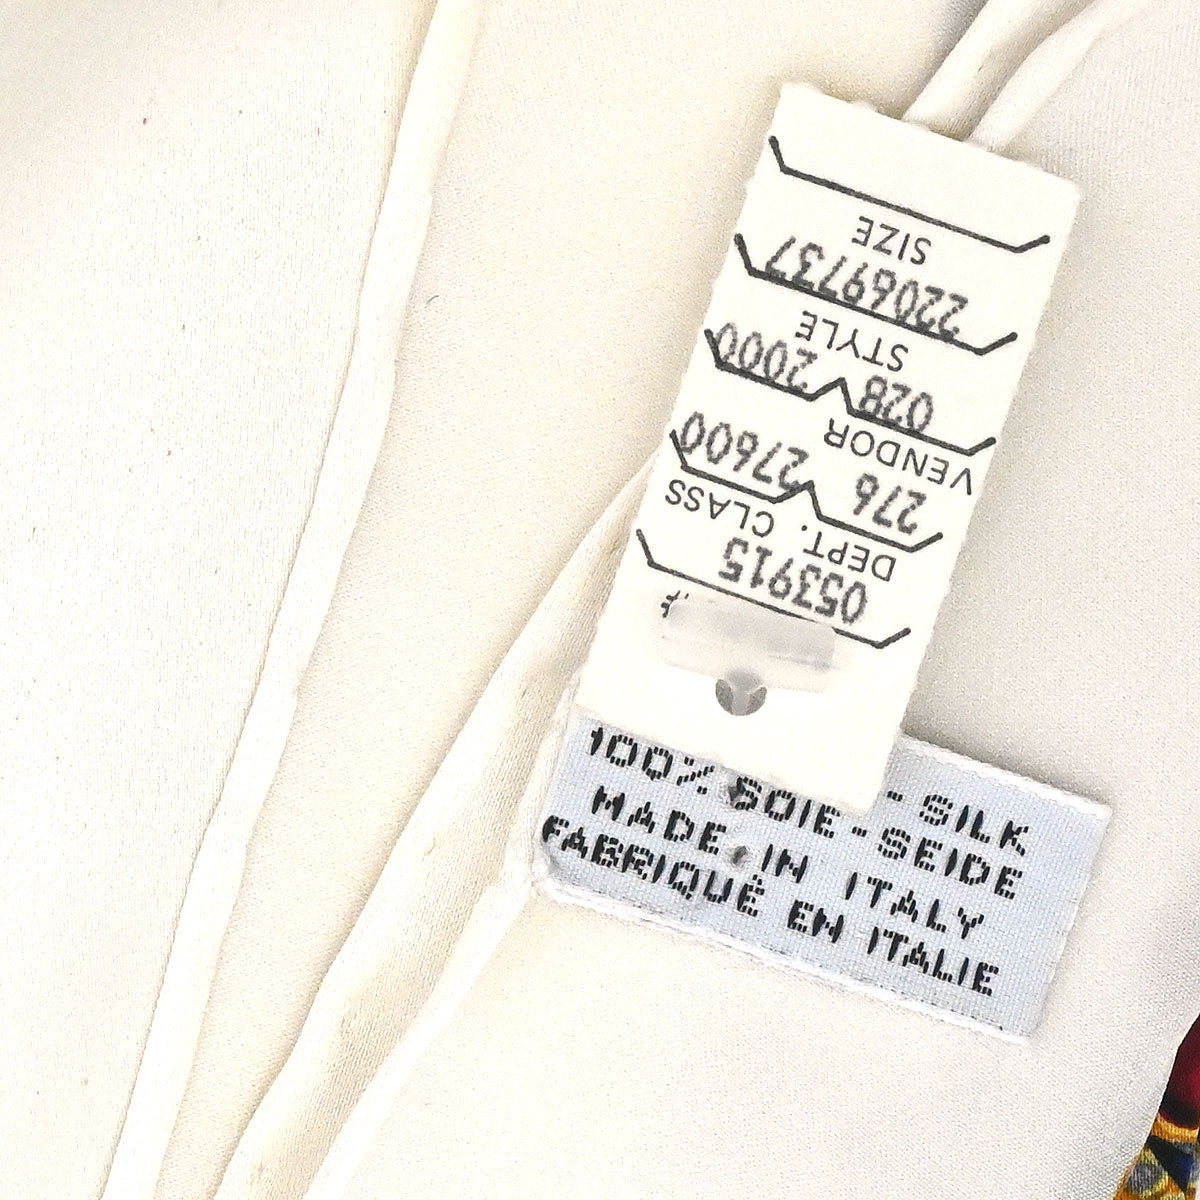 053915
DEPT. CLASS
276 27600
VENDOR
028 2000
STYLE
22069737
SIZE
-SILK
100% SOIE-SEIDE
MADE IN ITALY
FABRIQUÉ EN ITALIE